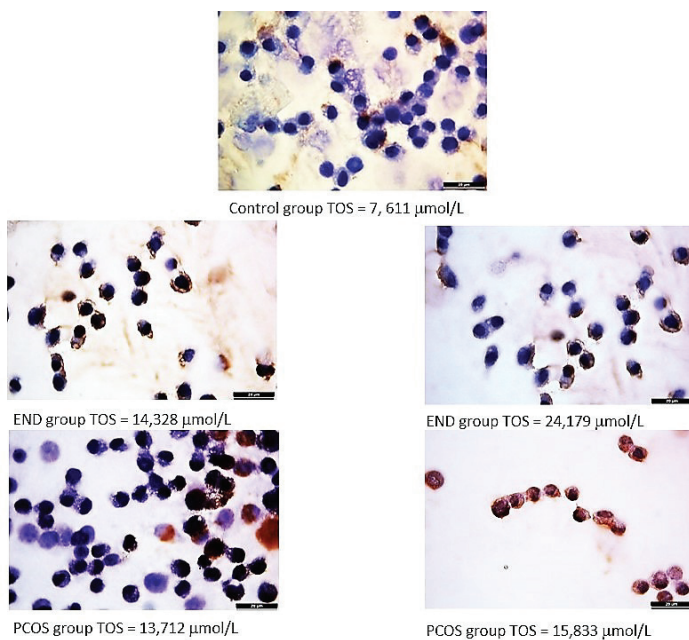 Control group TOS = 7, 611 μmol/L
END group TOS = 14,328 μmol/L
END group TOS = 24,179 μmol/L
PCOS group TOS = 13,712 μmol/L
PCOS group TOS = 15,833 μmol/L